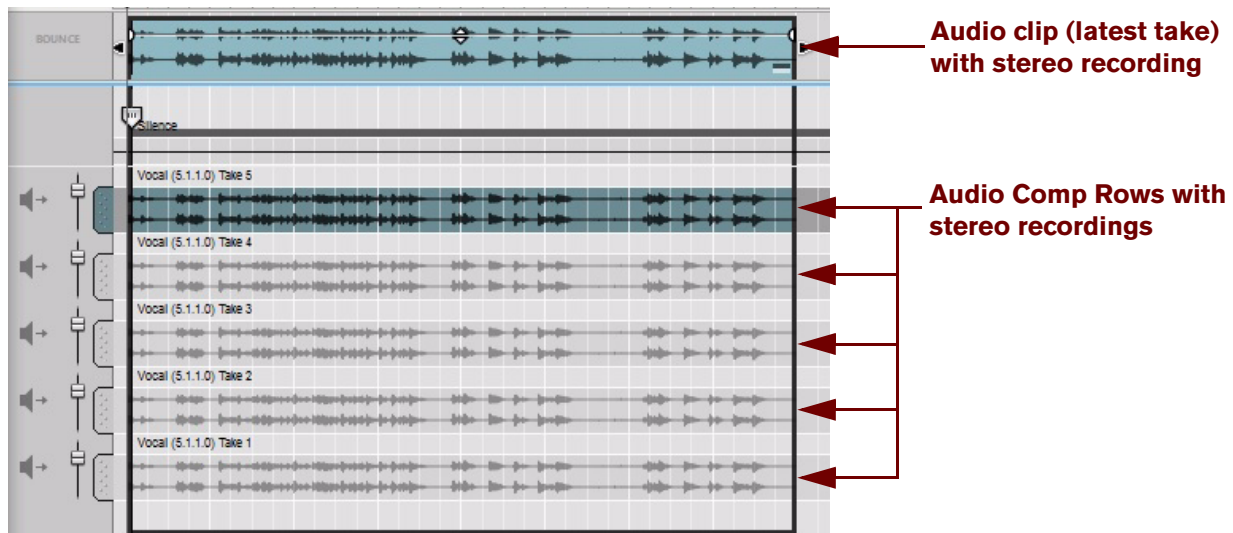 BOUNCE
Audio clip (latest take)
with stereo recording
Silence
Vocal (5.1.1.0) Take 5
Audio Comp Rows with
stereo recordings
Vocal (5.1.1.0) Take 4
Vocal (5.1.1.0) Take 3
Vocal (5.1.1.0) Take 2
Vocal (5.1.1.0) Take 1